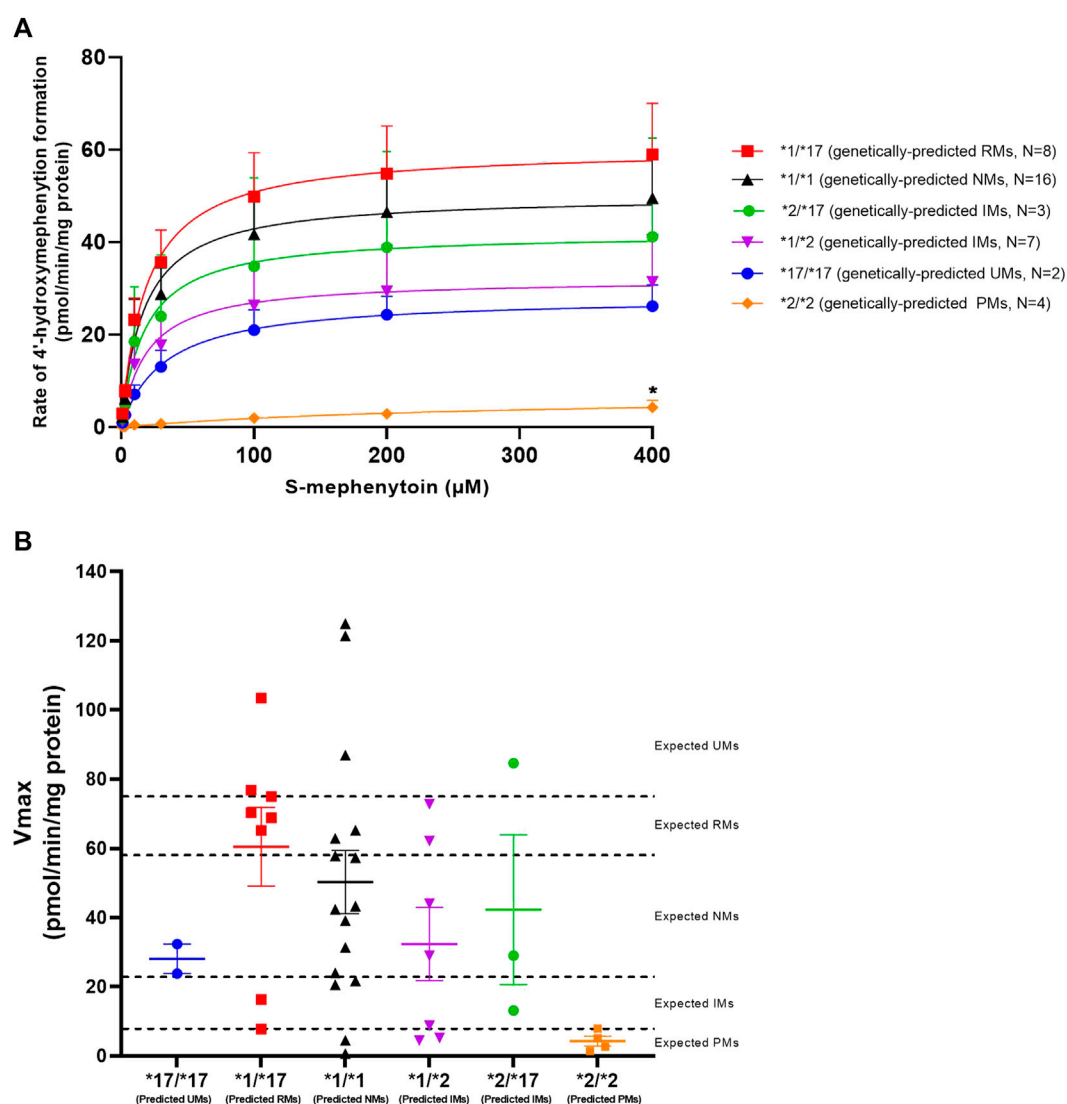 A
Rate of 4'-hydroxymephenytion formation
(pmol/min/mg protein)
80
60
40
20
0
0
100
200
300
400
S-mephenytoin (µM)
*
*1/*17 (genetically-predicted RMs, N=8)
*1/*1 (genetically-predicted NMs, N=16)
*2/*17 (genetically-predicted IMs, N=3)
*1/*2 (genetically-predicted IMs, N=7)
*17/*17 (genetically-predicted UMs, N=2)
*2/*2 (genetically-predicted PMs, N=4)
B
Vmax
(pmol/min/mg protein)
140
120
100
80
60
40
20
0
Expected UMs
Expected RMs
Expected NMs
Expected IMs
Expected PMs
*17/*17 *1/*17 *1/*1 *1/*2 *2/*17 *2/*2
(Predicted UMs) (Predicted RMs) (Predicted NMs) (Predicted IMs) (Predicted IMs) (Predicted PMs)